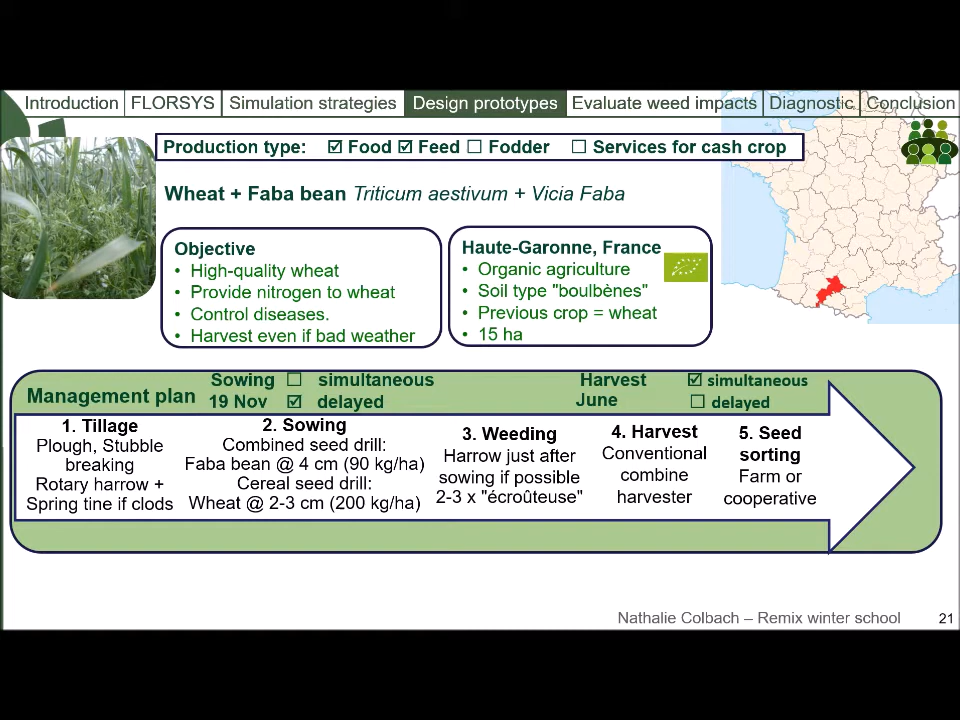 Introduction FLORSYS Simulation strategies Design prototypes Evaluate weed impacts Diagnostic Conclusion
Production type: ☑ Food ☑ Feed ☐ Fodder ☐ Services for cash crop
Wheat + Faba bean Triticum aestivum + Vicia Faba
Objective
• High-quality wheat
• Provide nitrogen to wheat
• Control diseases.
• Harvest even if bad weather
Haute-Garonne, France
• Organic agriculture
• Soil type "boulbènes"
• Previous crop = wheat
• 15 ha
Management plan
Sowing ☐ simultaneous
19 Nov ☑ delayed
Harvest ☑ simultaneous
June ☐ delayed
1. Tillage
Plough, Stubble
breaking
Rotary harrow +
Spring tine if clods
2. Sowing
Combined seed drill:
Faba bean @ 4 cm (90 kg/ha)
Cereal seed drill:
Wheat @ 2-3 cm (200 kg/ha)
3. Weeding
Harrow just after
sowing if possible
2-3 x "écroûteuse"
4. Harvest
Conventional
combine
harvester
5. Seed
sorting
Farm or
cooperative
Nathalie Colbach – Remix winter school 21